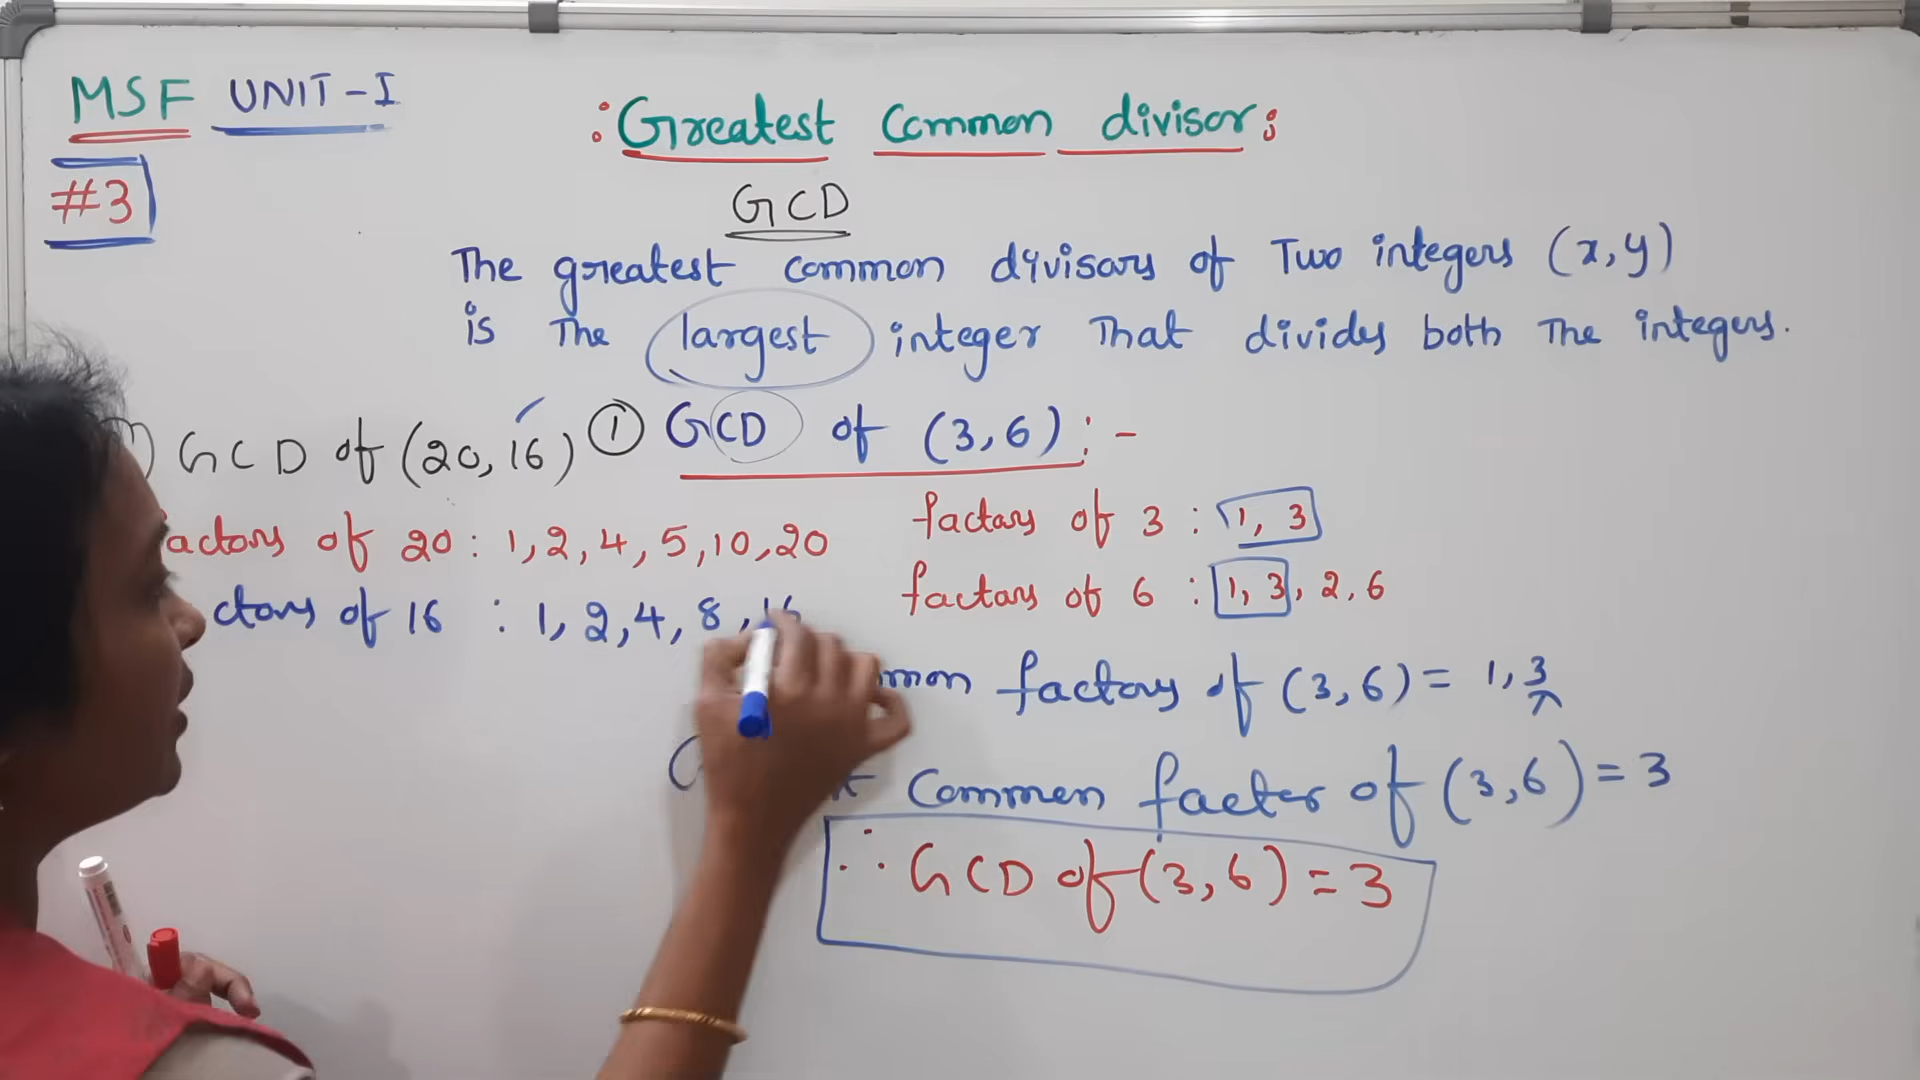 MSF UNIT-I
#3
:Greatest Common divisor:
GCD
The greatest common divisors of Two integers (x,y)
is The largest integer That divides both The integers.
① GCD of (3,6) :-
factors of 3 : 1, 3
factors of 6 : 1, 3, 2, 6
factors of (3,6) = 1, 3
Common factor of (3,6) = 3
∴ GCD of (3,6) = 3
GCD of (20, 16)
of 20 : 1, 2, 4, 5, 10, 20
of 16 : 1, 2, 4, 8, 16